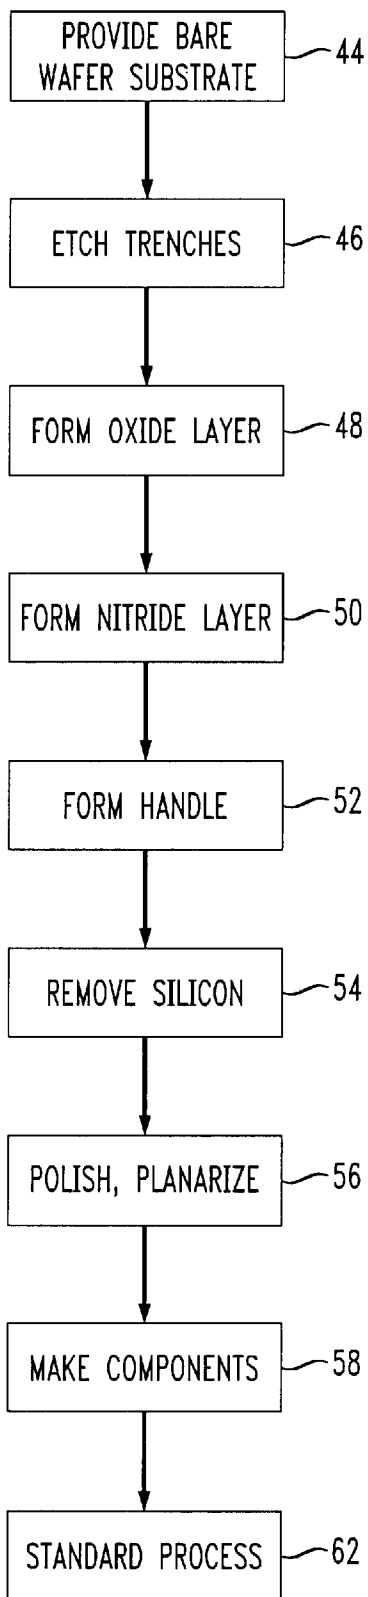 PROVIDE BARE
WAFER SUBSTRATE
44
ETCH TRENCHES
46
FORM OXIDE LAYER
48
FORM NITRIDE LAYER
50
FORM HANDLE
52
REMOVE SILICON
54
POLISH, PLANARIZE
56
MAKE COMPONENTS
58
STANDARD PROCESS
62